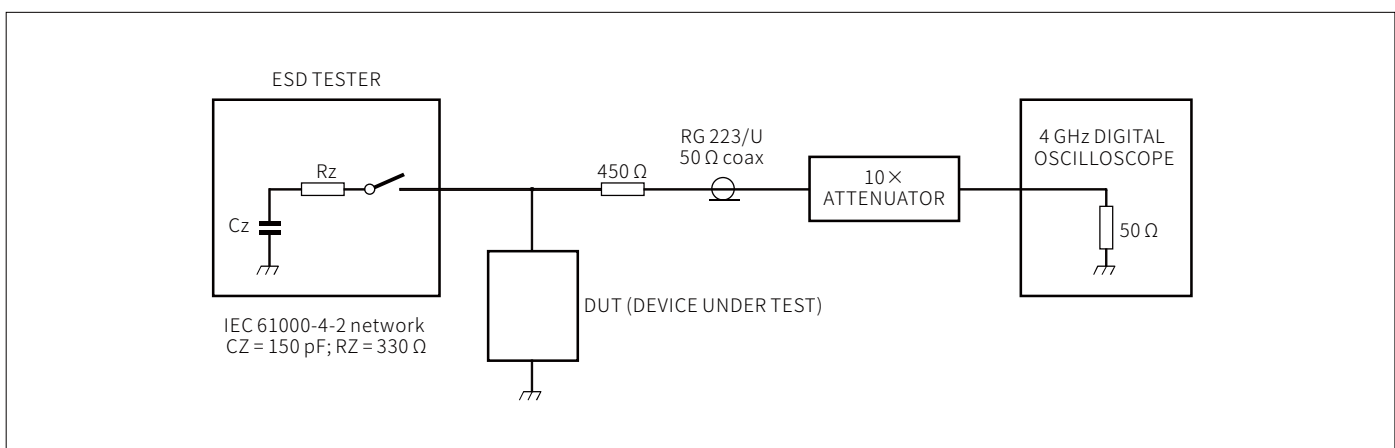 ESD TESTER
Rz
Cz
IEC 61000-4-2 network
CZ = 150 pF; RZ = 330 Ω
450 Ω
RG 223/U
50 Ω coax
DUT (DEVICE UNDER TEST)
10×
ATTENUATOR
4 GHz DIGITAL
OSCILLOSCOPE
50 Ω